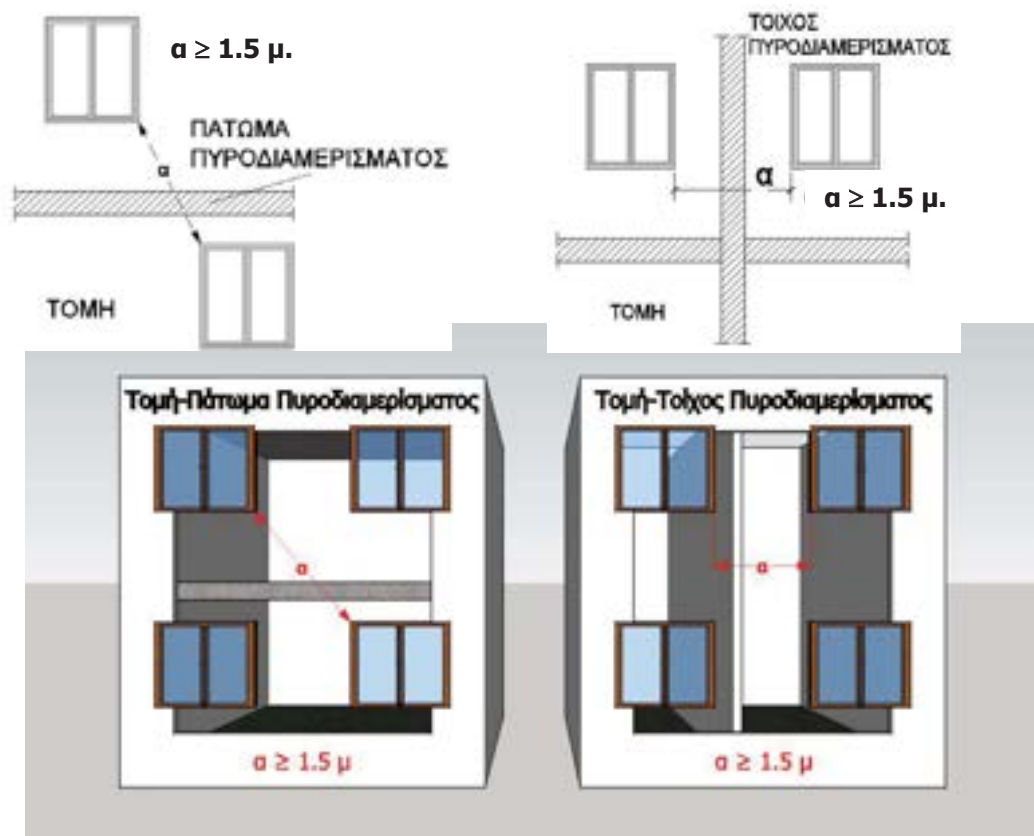 α ≥ 1.5 μ.
ΠΑΤΩΜΑ
ΠΥΡΟΔΙΑΜΕΡΙΣΜΑΤΟΣ
α
ΤΟΜΗ
ΤΟΙΧΟΣ
ΠΥΡΟΔΙΑΜΕΡΙΣΜΑΤΟΣ
α
α ≥ 1.5 μ.
ΤΟΜΗ
Τομή-Πάτωμα Πυροδιαμερίσματος
α
α ≥ 1.5 μ
Τομή-Τοίχος Πυροδιαμερίσματος
α
α ≥ 1.5 μ